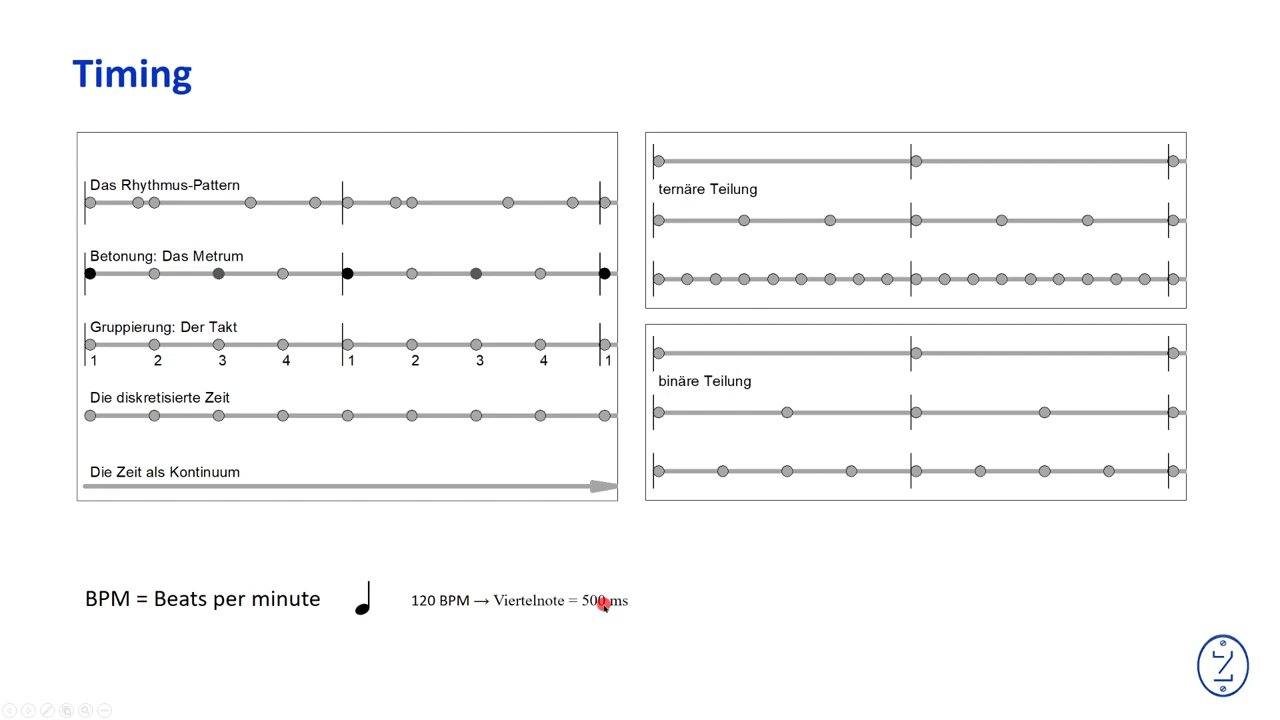 Timing
Das Rhythmus-Pattern
Betonung: Das Metrum
Gruppierung: Der Takt
1 2 3 4 1 2 3 4 1
Die diskretisierte Zeit
Die Zeit als Kontinuum
ternäre Teilung
binäre Teilung
BPM = Beats per minute
120 BPM → Viertelnote = 500 ms